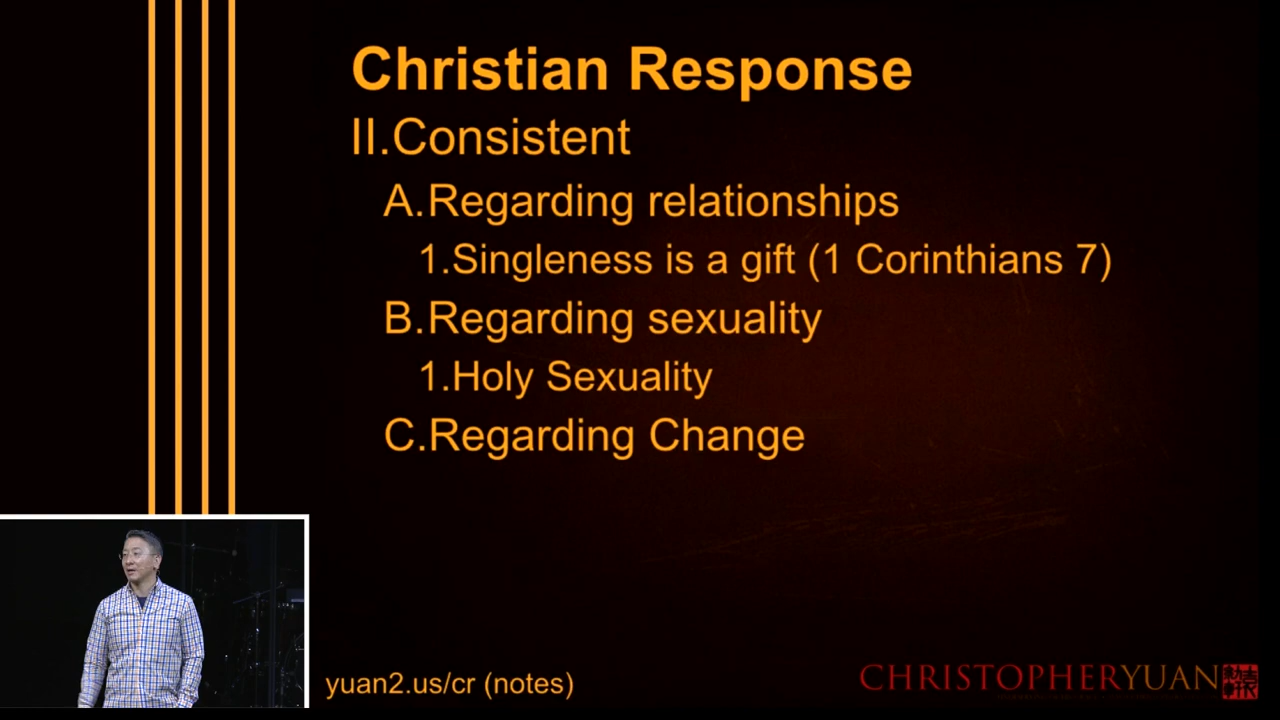 Christian Response
II.Consistent
A.Regarding relationships
1.Singleness is a gift (1 Corinthians 7)
B.Regarding sexuality
1.Holy Sexuality
C.Regarding Change
yuan2.us/cr (notes)
CHRISTOPHERYUAN